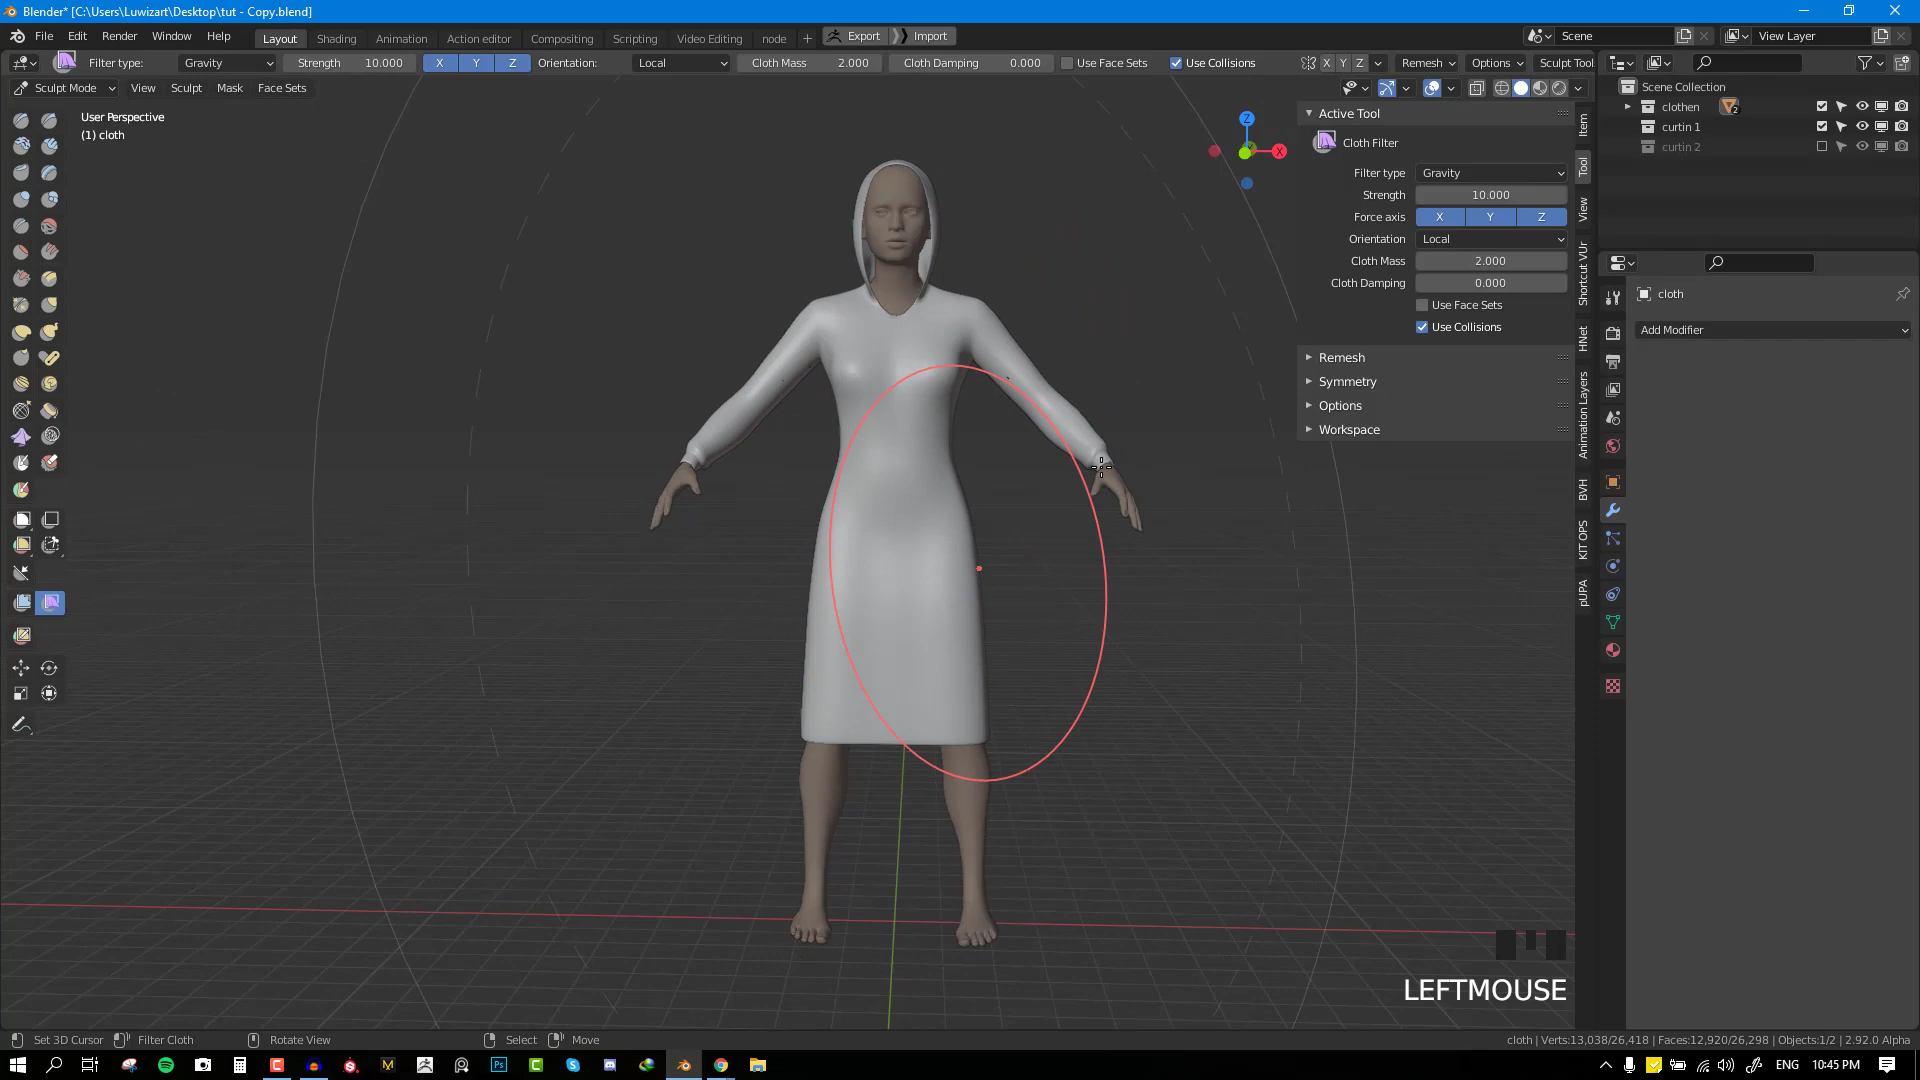 Blender* [C:\Users\Luwizart\Desktop\tut - Copy.blend]
File Edit Render Window Help Layout Shading Animation Action editor Compositing Scripting Video Editing node + Export Import Scene View Layer
Filter type: Gravity Strength 10.000 X Y Z Orientation: Local Cloth Mass 2.000 Cloth Damping 0.000 Use Face Sets Use Collisions X Y Z Remesh Options Sculpt Tool
Sculpt Mode View Sculpt Mask Face Sets
User Perspective
(1) cloth
Z
X
Active Tool
Cloth Filter
Filter type Gravity
Strength 10.000
Force axis X Y Z
Orientation Local
Cloth Mass 2.000
Cloth Damping 0.000
Use Face Sets
Use Collisions
Remesh
Symmetry
Options
Workspace
Item
Tool
View
Shortcut VUr
HNet
Animation Layers
BVH
KIT OPS
pUPA
Scene Collection
clothen 2
curtin 1
curtin 2
cloth
Add Modifier
LEFTMOUSE
Set 3D Cursor Filter Cloth Rotate View Select Move cloth | Verts:13,038/26,418 | Faces:12,920/26,298 | Objects:1/2 | 2.92.0 Alpha
ENG 10:45 PM